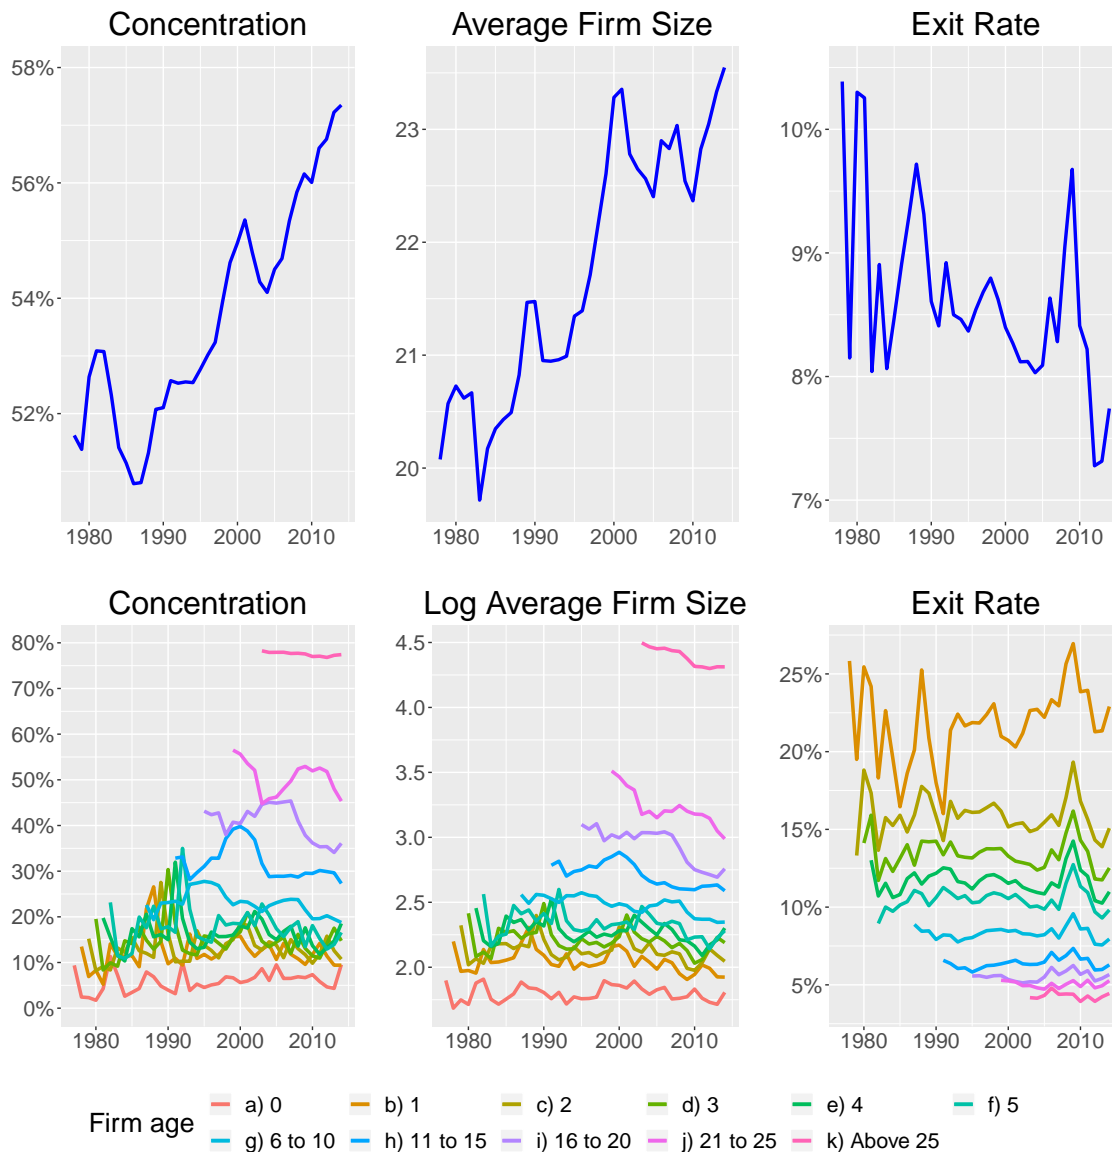 Concentration Average Firm Size Exit Rate
58%
56%
54%
52%
1980 1990 2000 2010
23
22
21
20
1980 1990 2000 2010
10%
9%
8%
7%
1980 1990 2000 2010
Concentration Log Average Firm Size Exit Rate
80%
70%
60%
50%
40%
30%
20%
10%
0%
1980 1990 2000 2010
4.5
4.0
3.5
3.0
2.5
2.0
1980 1990 2000 2010
25%
20%
15%
10%
5%
1980 1990 2000 2010
Firm age
a) 0 b) 1 c) 2 d) 3 e) 4 f) 5
g) 6 to 10 h) 11 to 15 i) 16 to 20 j) 21 to 25 k) Above 25